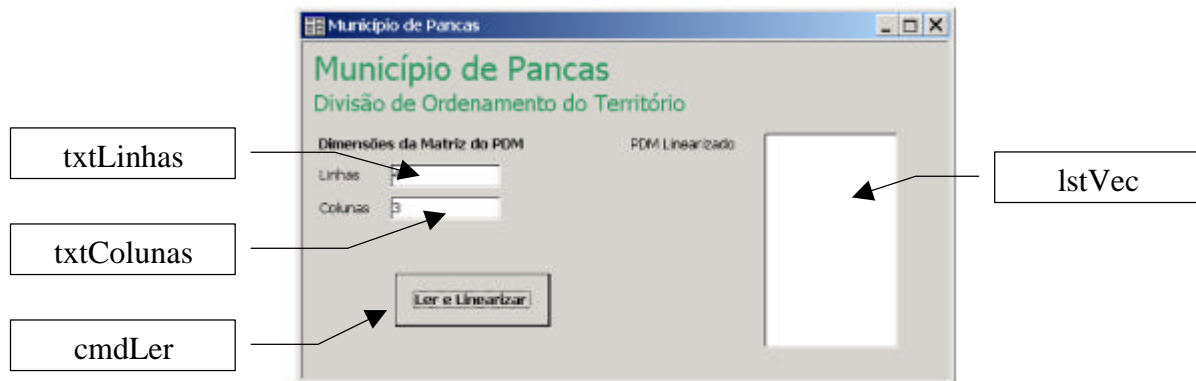 Município de Pancas
Município de Pancas
Divisão de Ordenamento do Território
Dimensões da Matriz do PDM
PDM Linearizado
txtLinhas
Linhas
lstVec
Colunas
3
txtColunas
Ler e Linearizar
cmdLer